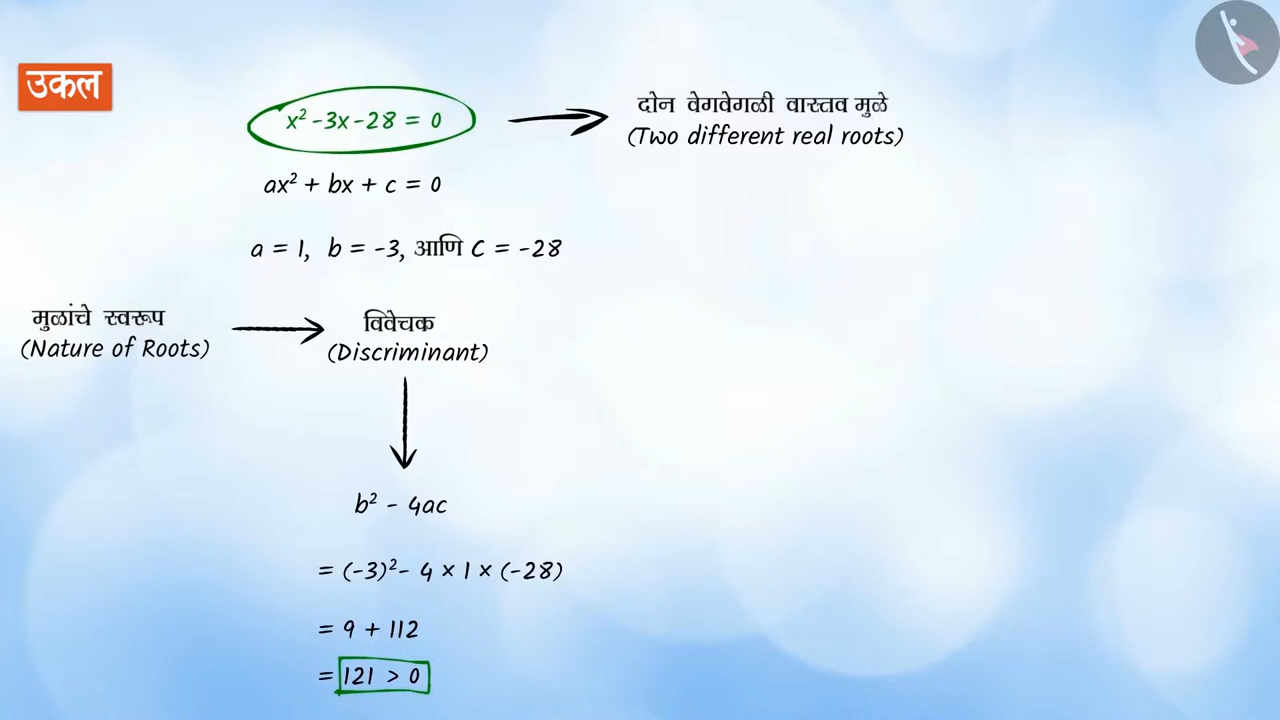 उकल
x² - 3x - 28 = 0
दोन वेगवेगळी वास्तव मुळे
(Two different real roots)
ax² + bx + c = 0
a = 1, b = -3, आणि C = -28
मुळांचे स्वरूप
(Nature of Roots)
विवेचक
(Discriminant)
b² - 4ac
= (-3)² - 4 × 1 × (-28)
= 9 + 112
= 121 > 0